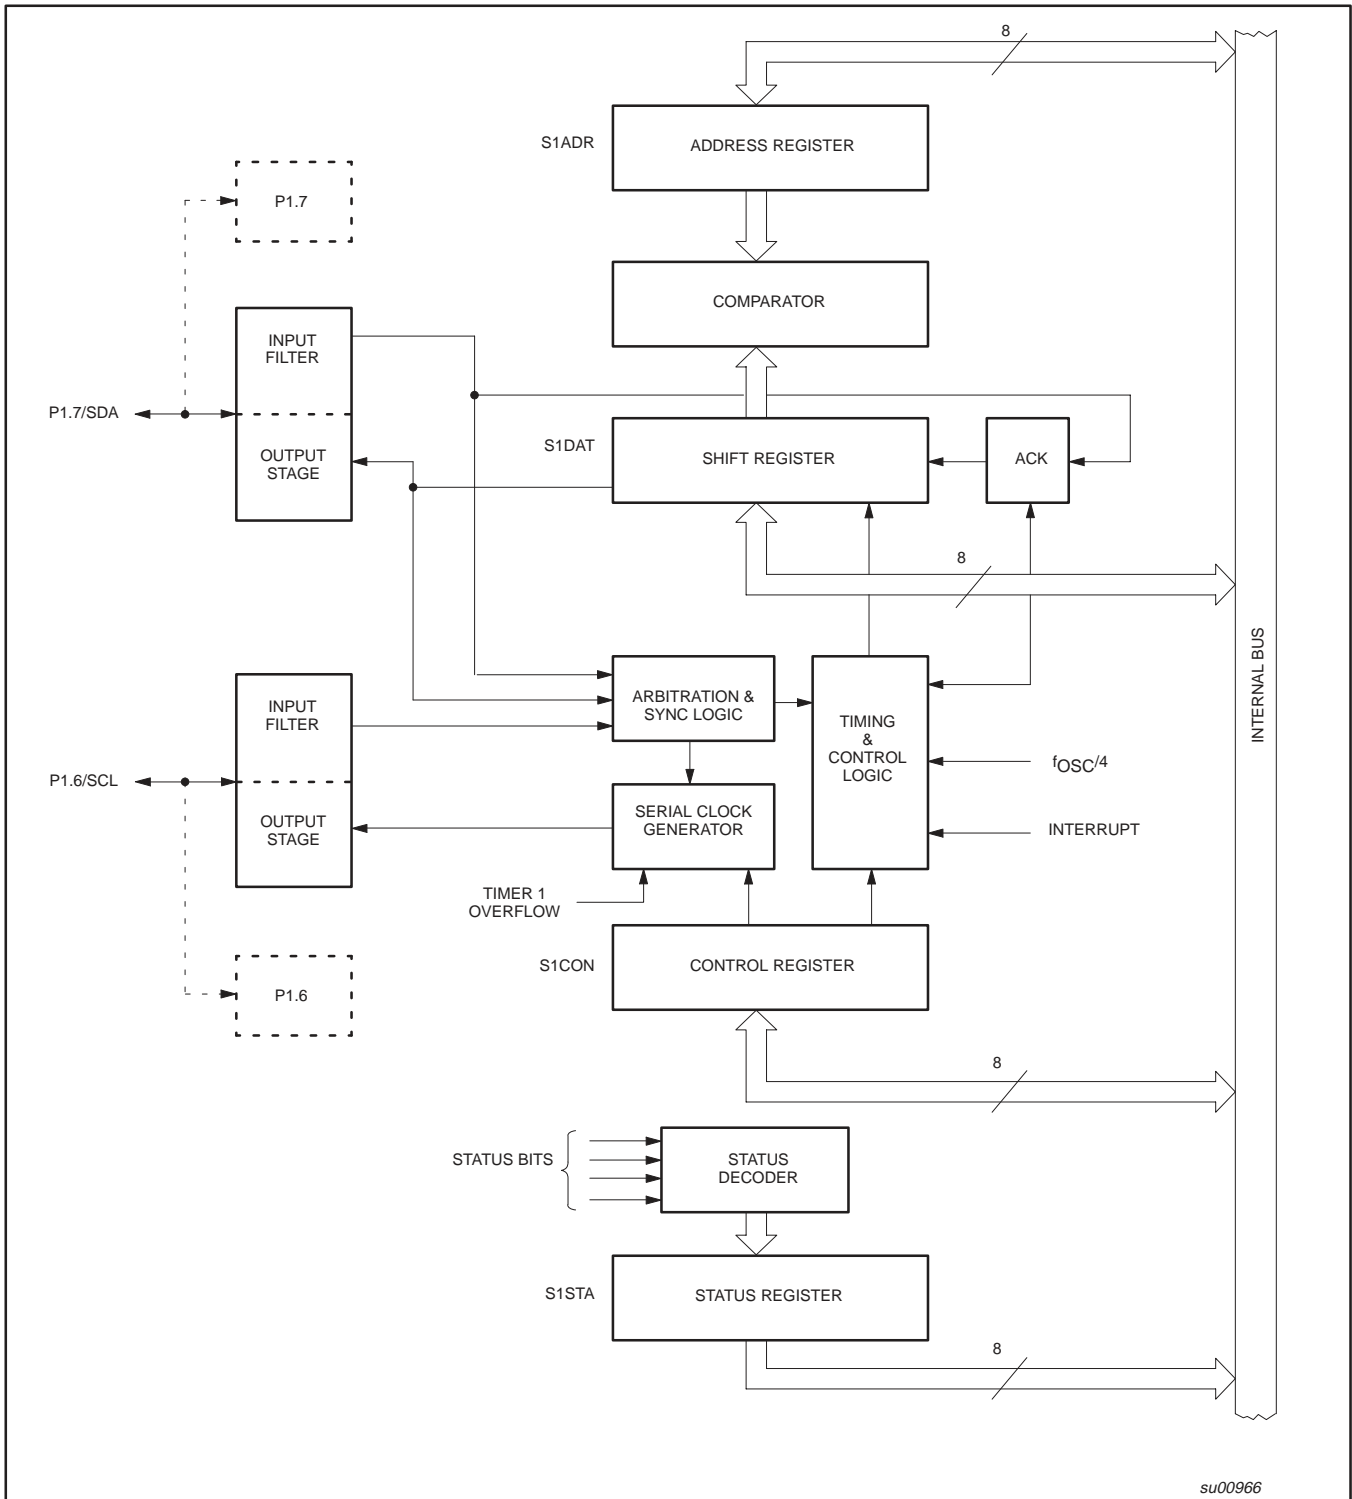 8
S1ADR
ADDRESS REGISTER
P1.7
COMPARATOR
INPUT
FILTER
P1.7/SDA
OUTPUT
STAGE
S1DAT
SHIFT REGISTER
ACK
8
INTERNAL BUS
INPUT
FILTER
ARBITRATION &
SYNC LOGIC
TIMING
&
CONTROL
LOGIC
fOSC/4
P1.6/SCL
OUTPUT
STAGE
SERIAL CLOCK
GENERATOR
INTERRUPT
TIMER 1
OVERFLOW
S1CON
CONTROL REGISTER
P1.6
8
STATUS BITS
STATUS
DECODER
S1STA
STATUS REGISTER
8
su00966